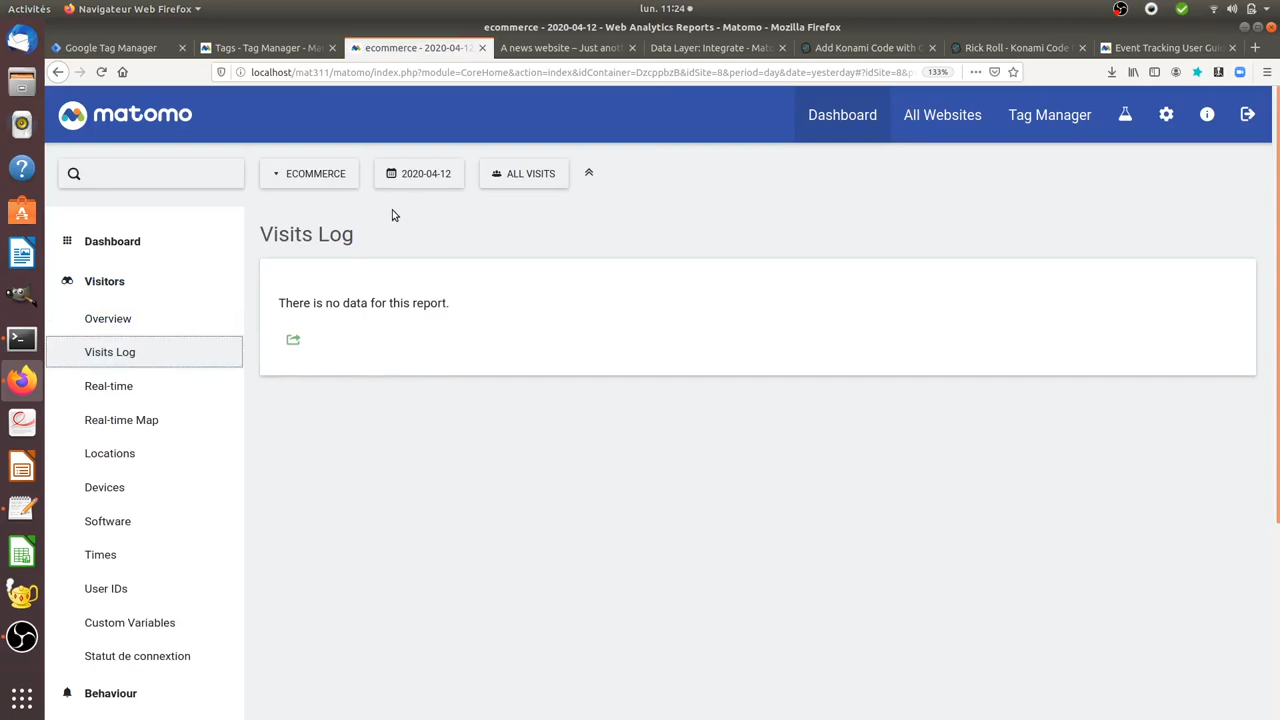 Activités
Navigateur Web Firefox
lun. 11:24
ecommerce - 2020-04-12 - Web Analytics Reports - Matomo - Mozilla Firefox
Google Tag Manager
Tags - Tag Manager - Ma
ecommerce - 2020-04-12
A news website – Just anot
Data Layer: Integrate - Mato
Add Konami Code with G
Rick Roll - Konami Code
Event Tracking User Guid
localhost/mat311/matomo/index.php?module=CoreHome&action=index&idContainer=DzcppbzB&idSite=8&period=day&date=yesterday#?idSite=8&p
133%
matomo
Dashboard
All Websites
Tag Manager
ECOMMERCE
2020-04-12
ALL VISITS
Dashboard
Visitors
Overview
Visits Log
Real-time
Real-time Map
Locations
Devices
Software
Times
User IDs
Custom Variables
Statut de connexion
Behaviour
Visits Log
There is no data for this report.